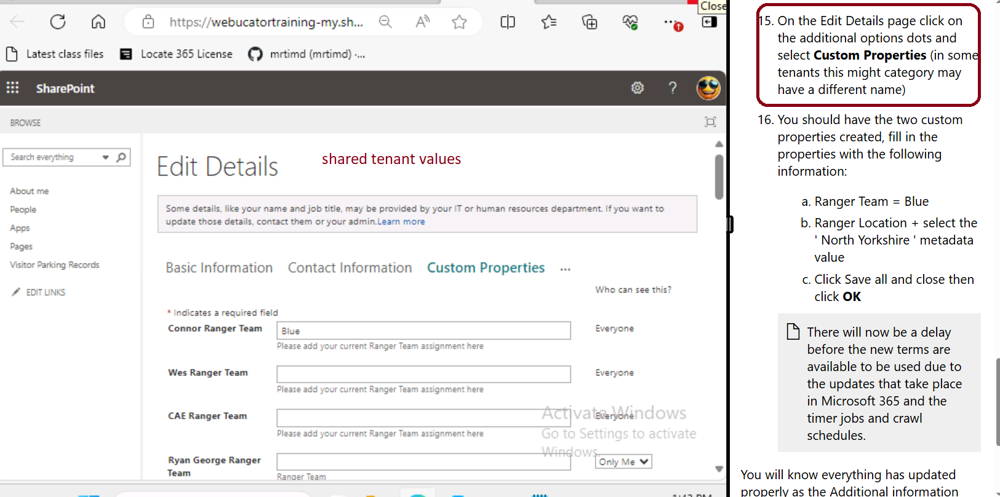 Close
https://webucatortraining-my.sh...
Latest class files
Locate 365 License
mrtimd (mrtimd) ·...
SharePoint
?
BROWSE
Search everything
About me
People
Apps
Pages
Visitor Parking Records
EDIT LINKS
Edit Details
shared tenant values
Some details, like your name and job title, may be provided by your IT or human resources department. If you want to
update those details, contact them or your admin.Learn more
Basic Information Contact Information Custom Properties ...
Who can see this?
* Indicates a required field
Connor Ranger Team Blue Everyone
Please add your current Ranger Team assignment here
Wes Ranger Team Everyone
Please add your current Ranger Team assignment here
CAE Ranger Team Everyone
Please add your current Ranger Team assignment here
Ryan George Ranger
Team
Only Me
Ranger Team
Activate Windows
Go to Settings to activate
Windows.
15. On the Edit Details page click on
the additional options dots and
select Custom Properties (in some
tenants this might category may
have a different name)
16. You should have the two custom
properties created, fill in the
properties with the following
information:
a. Ranger Team = Blue
b. Ranger Location + select the
' North Yorkshire ' metadata
value
c. Click Save all and close then
click OK
There will now be a delay
before the new terms are
available to be used due to
the updates that take place
in Microsoft 365 and the
timer jobs and crawl
schedules.
You will know everything has updated
properly as the Additional information